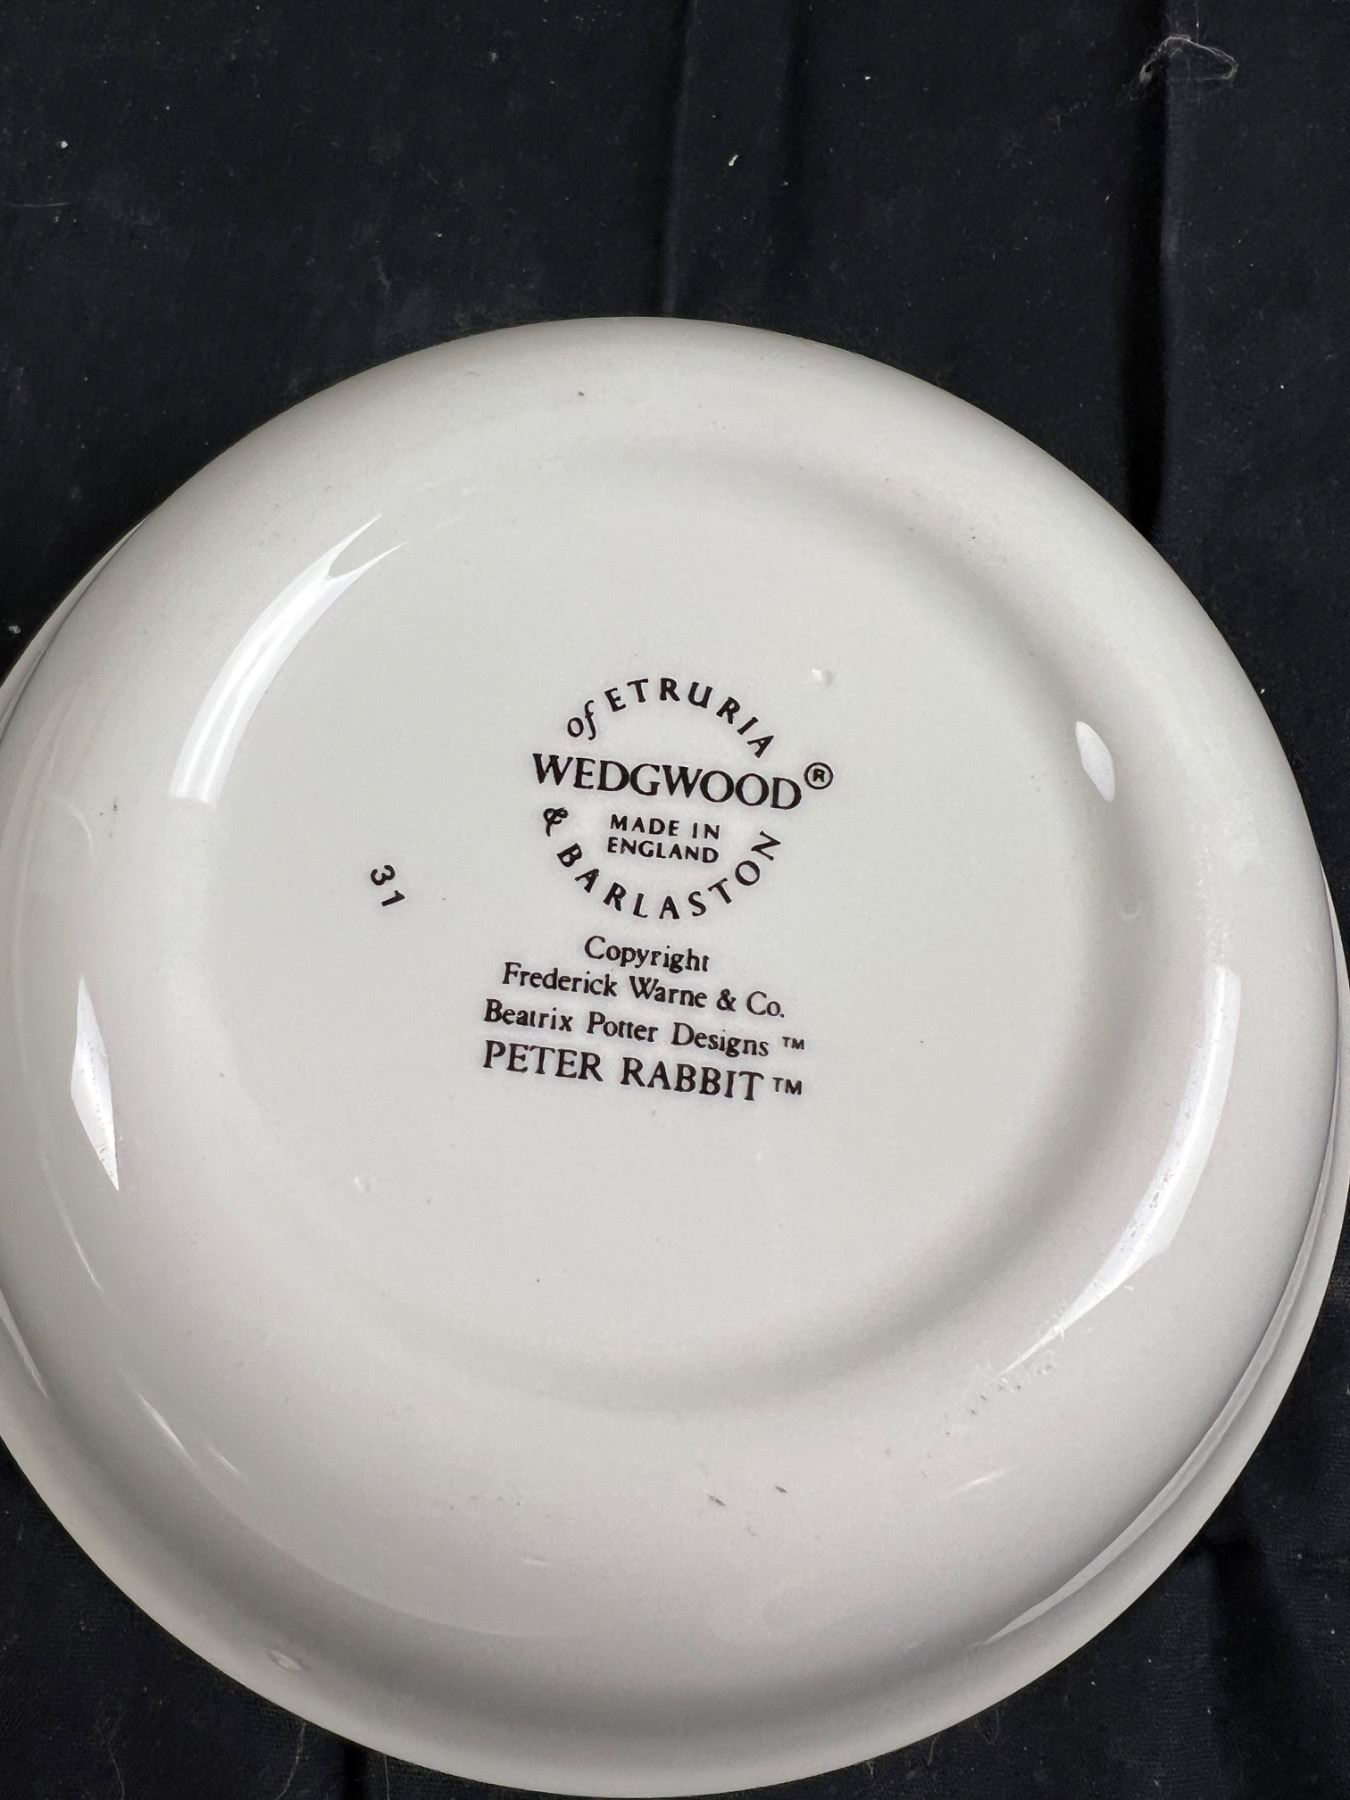 of ETRURIA
WEDGWOOD®
MADE IN
ENGLAND
& BARLASTON
31
Copyright
Frederick Warne & Co.
Beatrix Potter Designs ™
PETER RABBIT ™